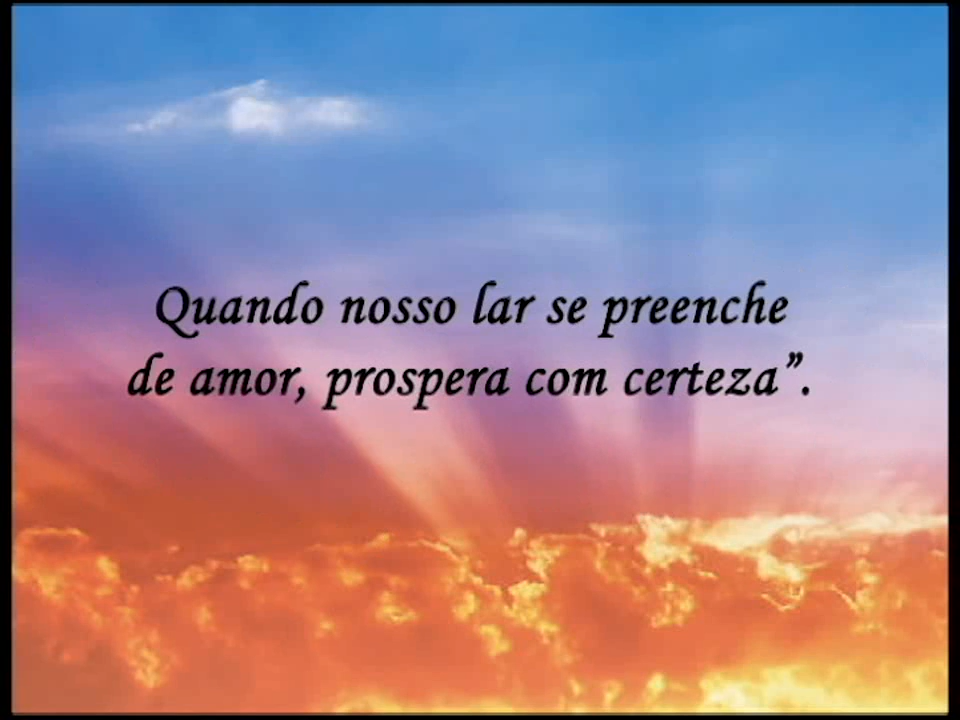 Quando nosso lar se preenche
de amor, prospera com certeza”.